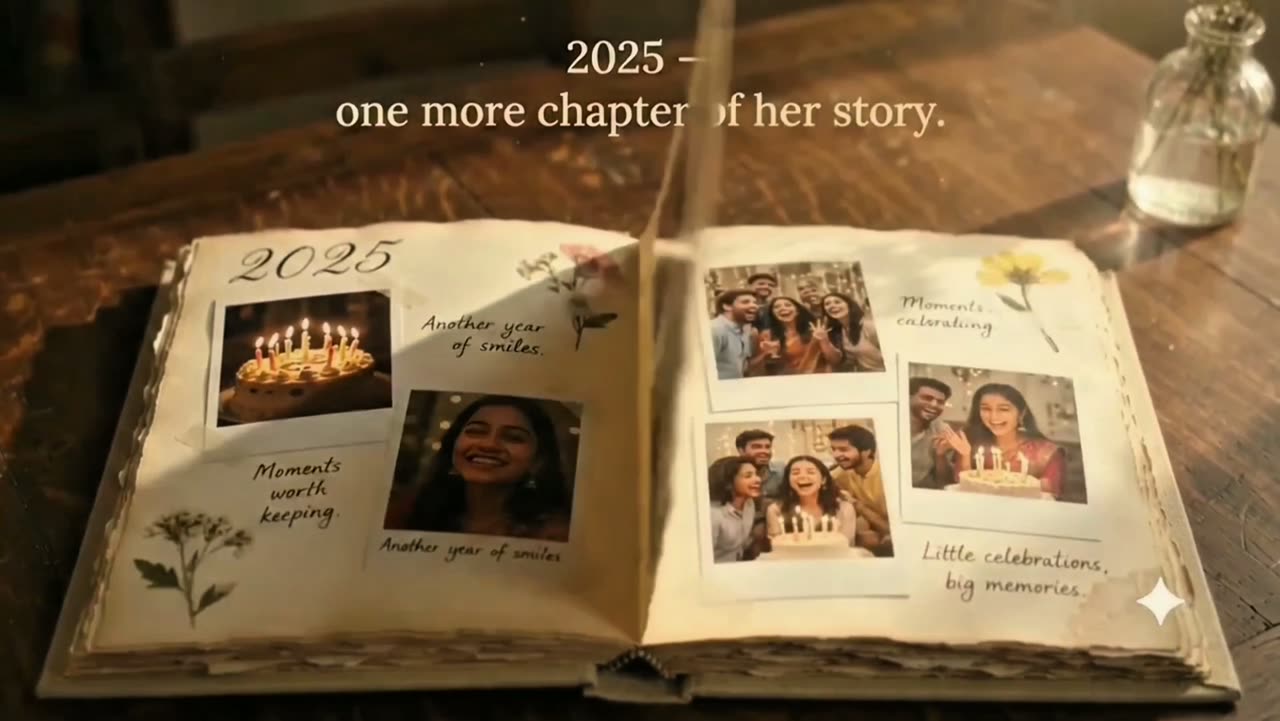 2025 –
one more chapter of her story.
2025
Another year
of smiles.
Moments
worth
keeping.
Another year of smiles
Moments
caloratiung
Little celebrations,
big memories.